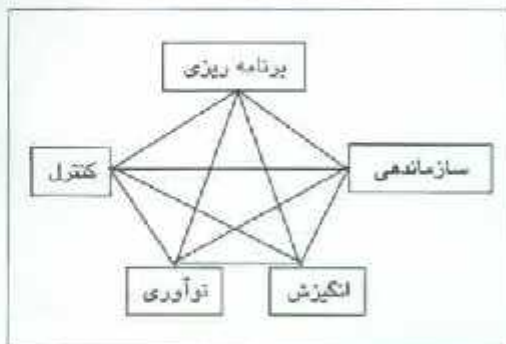 برنامه ریزی
سازماندهی
کنترل
انگیزش
نوآوری